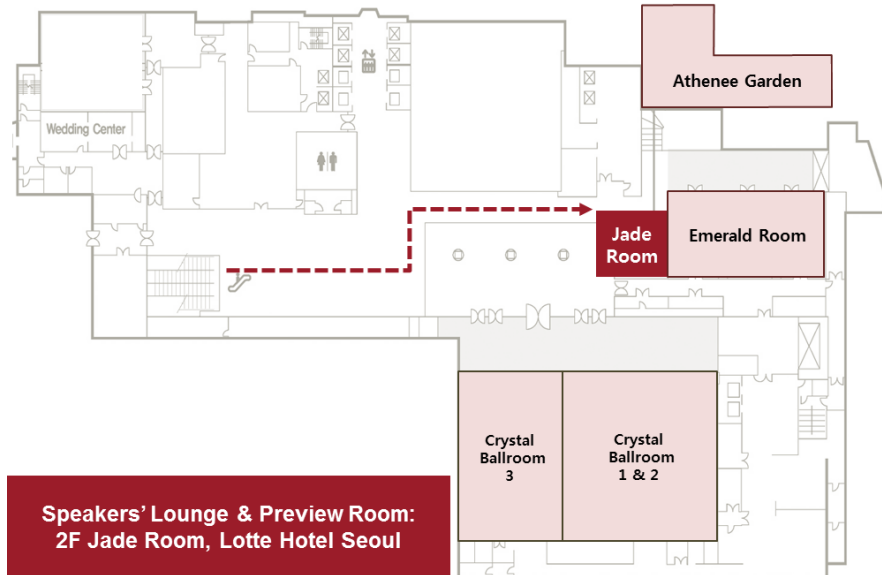 Athenee Garden
Wedding Center
Jade
Room
Emerald Room
Crystal
Ballroom
3
Crystal
Ballroom
1 & 2
Speakers’ Lounge & Preview Room:
2F Jade Room, Lotte Hotel Seoul